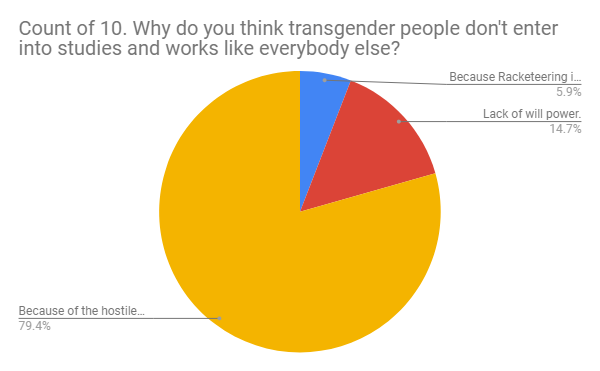 Count of 10. Why do you think transgender people don't enter
into studies and works like everybody else?
Because Racketeering i...
5.9%
Lack of will power.
14.7%
Because of the hostile...
79.4%